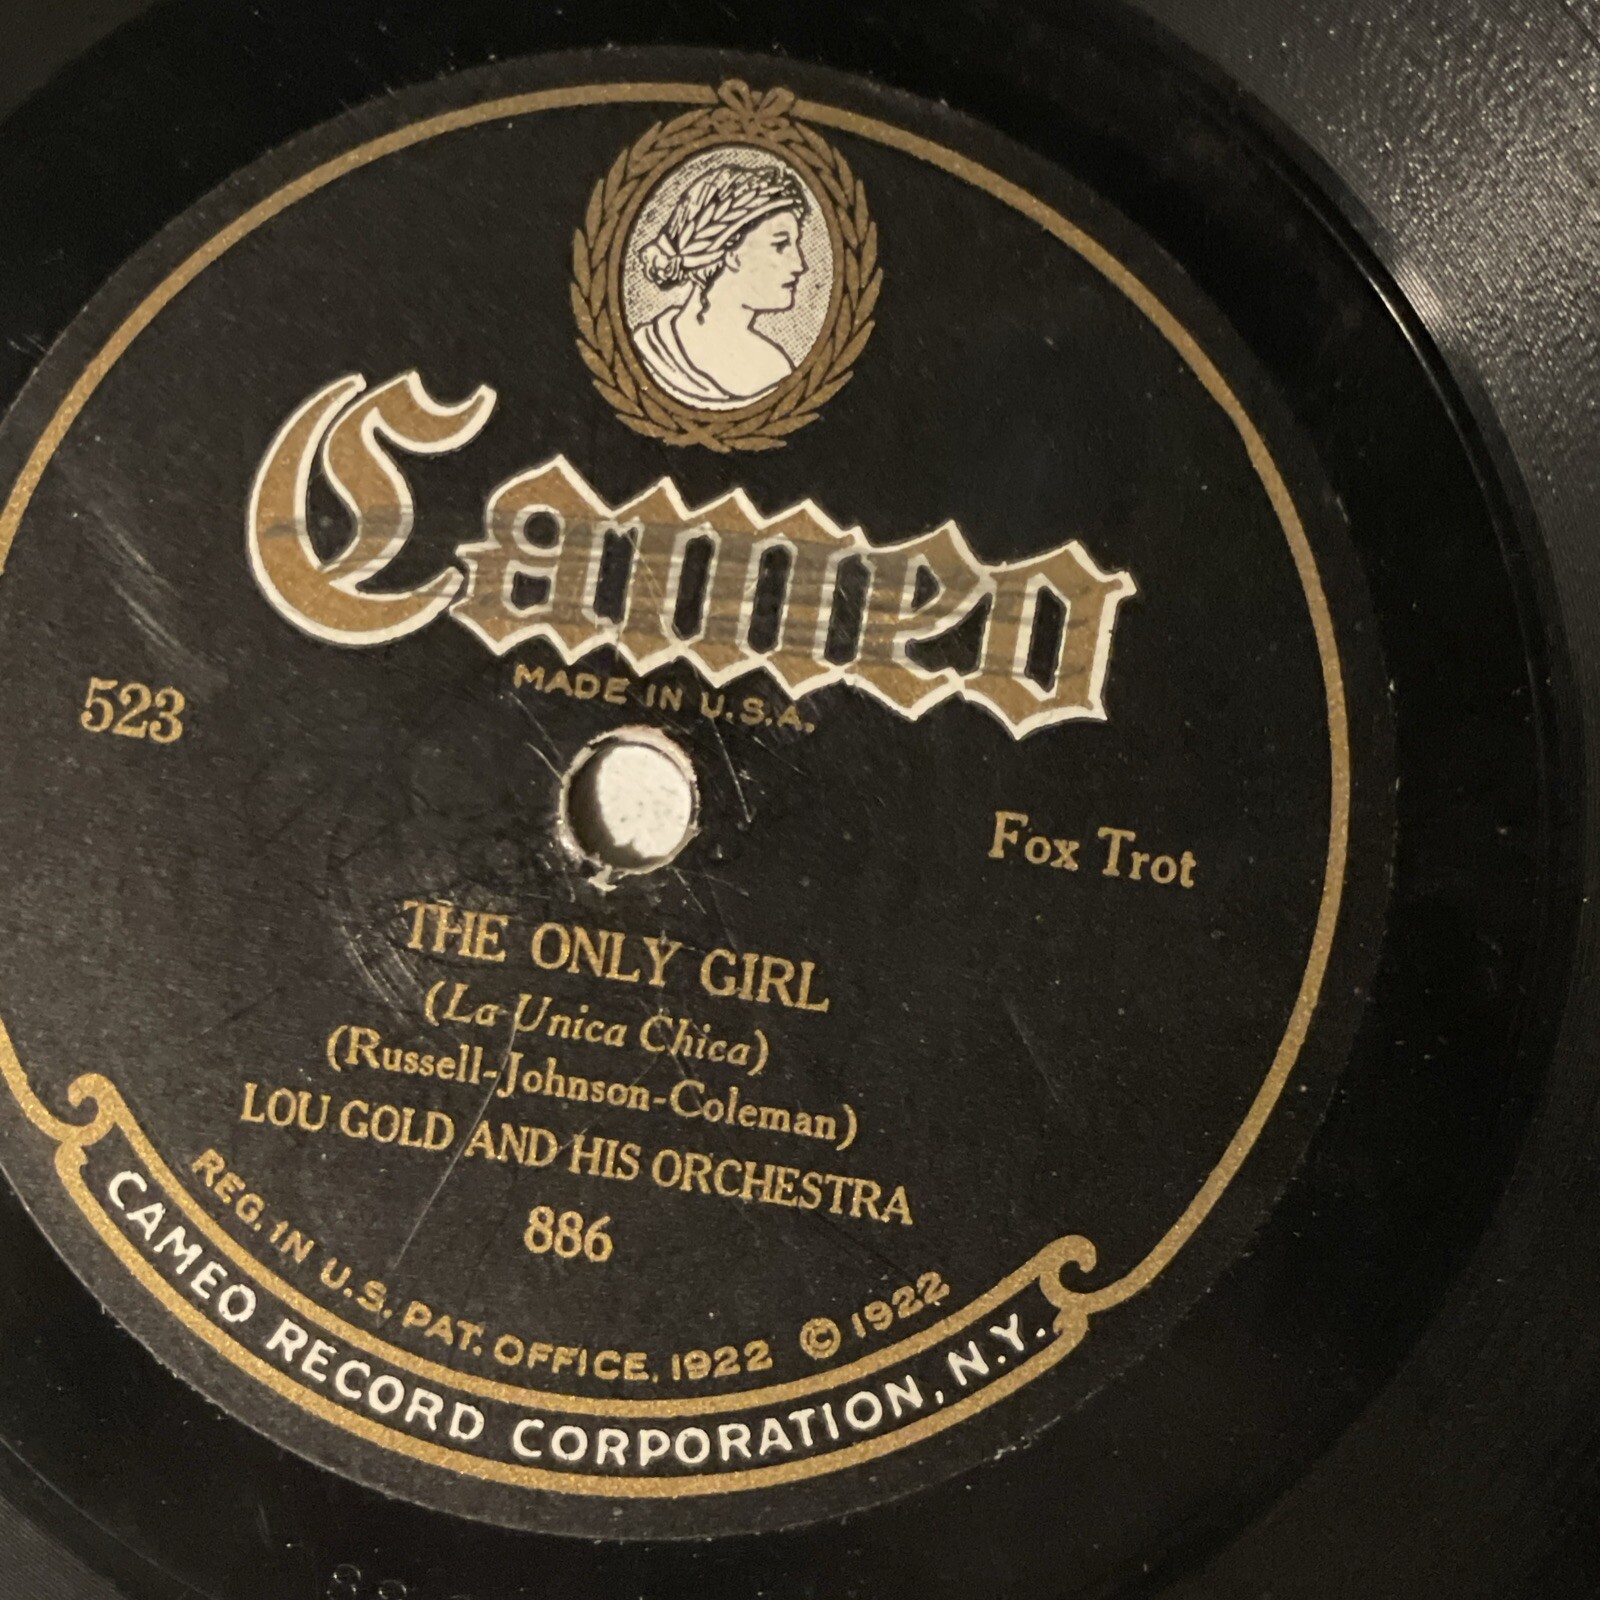 Cameo
MADE IN U.S.A.
523
Fox Trot
THE ONLY GIRL
(La Unica Chica)
(Russell-Johnson-Coleman)
LOU GOLD AND HIS ORCHESTRA
886
REG. IN U.S. PAT. OFFICE. 1922 © 1922
CAMEO RECORD CORPORATION, N.Y.